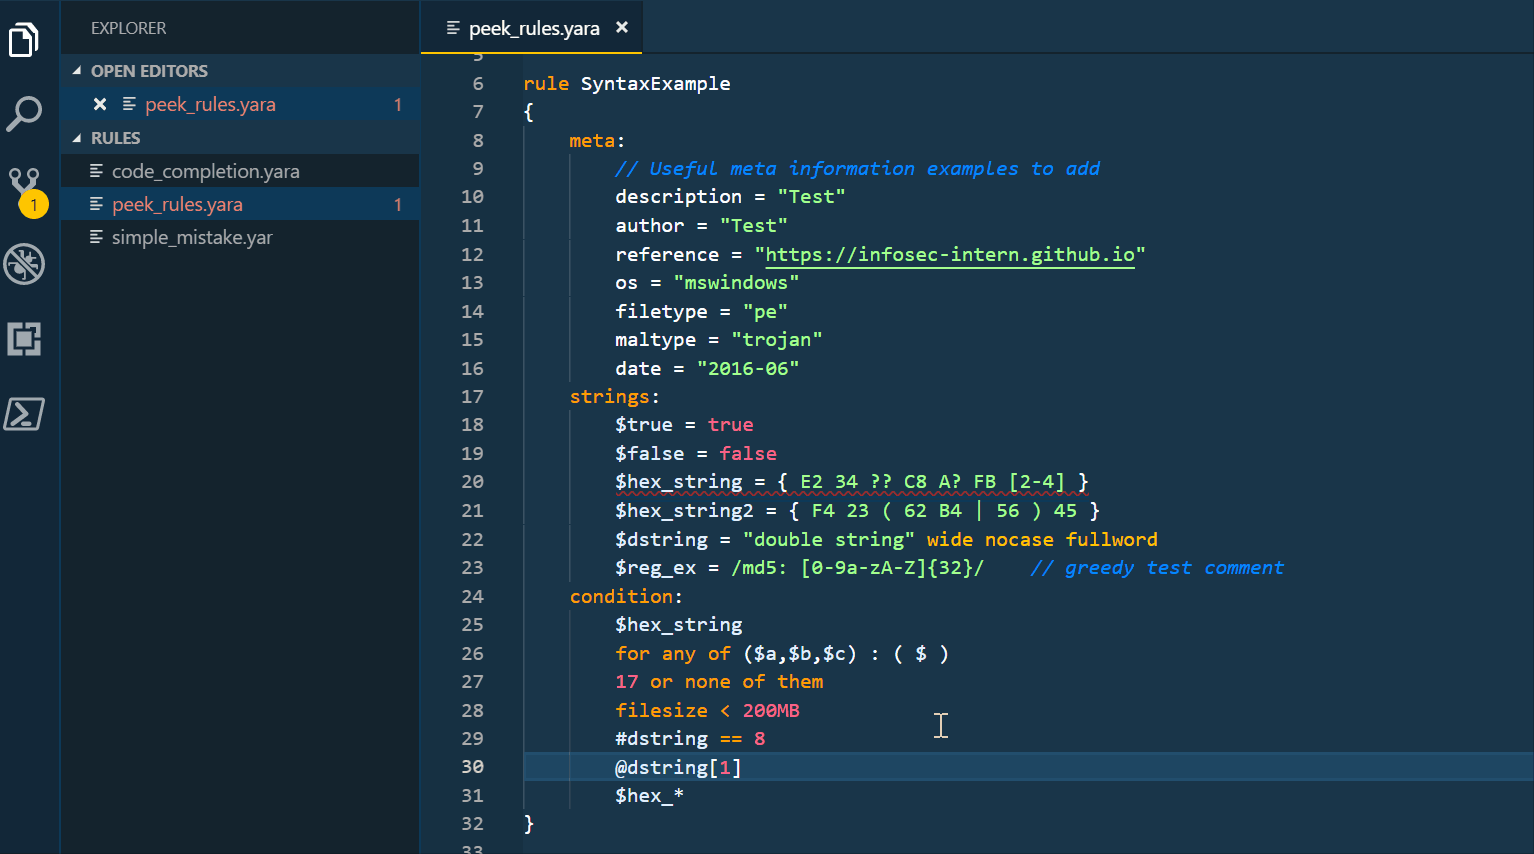 EXPLORER
OPEN EDITORS
peek_rules.yara 1
RULES
code_completion.yara
peek_rules.yara 1
simple_mistake.yar
1
peek_rules.yara
5
6 rule SyntaxExample
7 {
8 meta:
9 // Useful meta information examples to add
10 description = "Test"
11 author = "Test"
12 reference = "https://infosec-intern.github.io"
13 os = "mswindows"
14 filetype = "pe"
15 maltype = "trojan"
16 date = "2016-06"
17 strings:
18 $true = true
19 $false = false
20 $hex_string = { E2 34 ?? C8 A? FB [2-4] }
21 $hex_string2 = { F4 23 ( 62 B4 | 56 ) 45 }
22 $dstring = "double string" wide nocase fullword
23 $reg_ex = /md5: [0-9a-zA-Z]{32}/ // greedy test comment
24 condition:
25 $hex_string
26 for any of ($a,$b,$c) : ( $ )
27 17 or none of them
28 filesize < 200MB
29 #dstring == 8
30 @dstring[1]
31 $hex_*
32 }
33